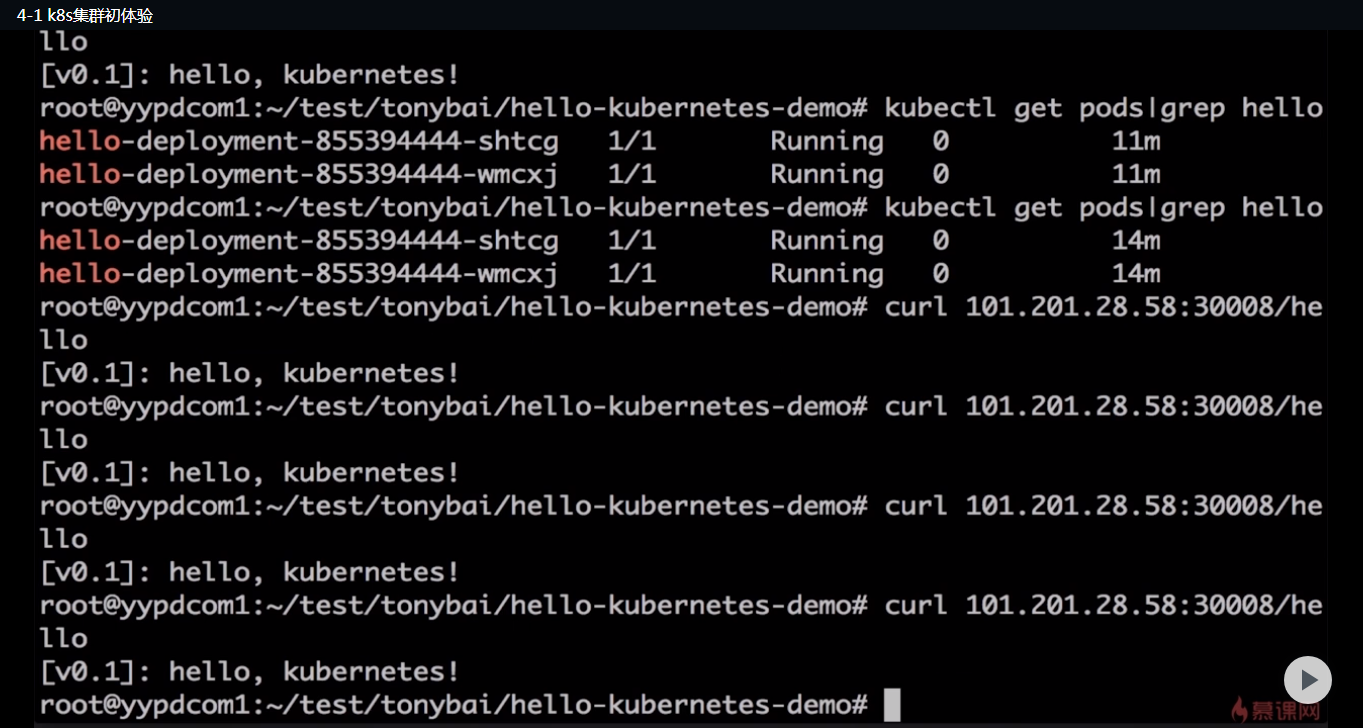 4-1 k8s集群初体验
llo
[v0.1]: hello, kubernetes!
root@yypdcom1:~/test/tonybai/hello-kubernetes-demo# kubectl get pods|grep hello
hello-deployment-855394444-shtcg   1/1       Running   0          11m
hello-deployment-855394444-wmcxj   1/1       Running   0          11m
root@yypdcom1:~/test/tonybai/hello-kubernetes-demo# kubectl get pods|grep hello
hello-deployment-855394444-shtcg   1/1       Running   0          14m
hello-deployment-855394444-wmcxj   1/1       Running   0          14m
root@yypdcom1:~/test/tonybai/hello-kubernetes-demo# curl 101.201.28.58:30008/he
llo
[v0.1]: hello, kubernetes!
root@yypdcom1:~/test/tonybai/hello-kubernetes-demo# curl 101.201.28.58:30008/he
llo
[v0.1]: hello, kubernetes!
root@yypdcom1:~/test/tonybai/hello-kubernetes-demo# curl 101.201.28.58:30008/he
llo
[v0.1]: hello, kubernetes!
root@yypdcom1:~/test/tonybai/hello-kubernetes-demo# curl 101.201.28.58:30008/he
llo
[v0.1]: hello, kubernetes!
root@yypdcom1:~/test/tonybai/hello-kubernetes-demo#
慕课网